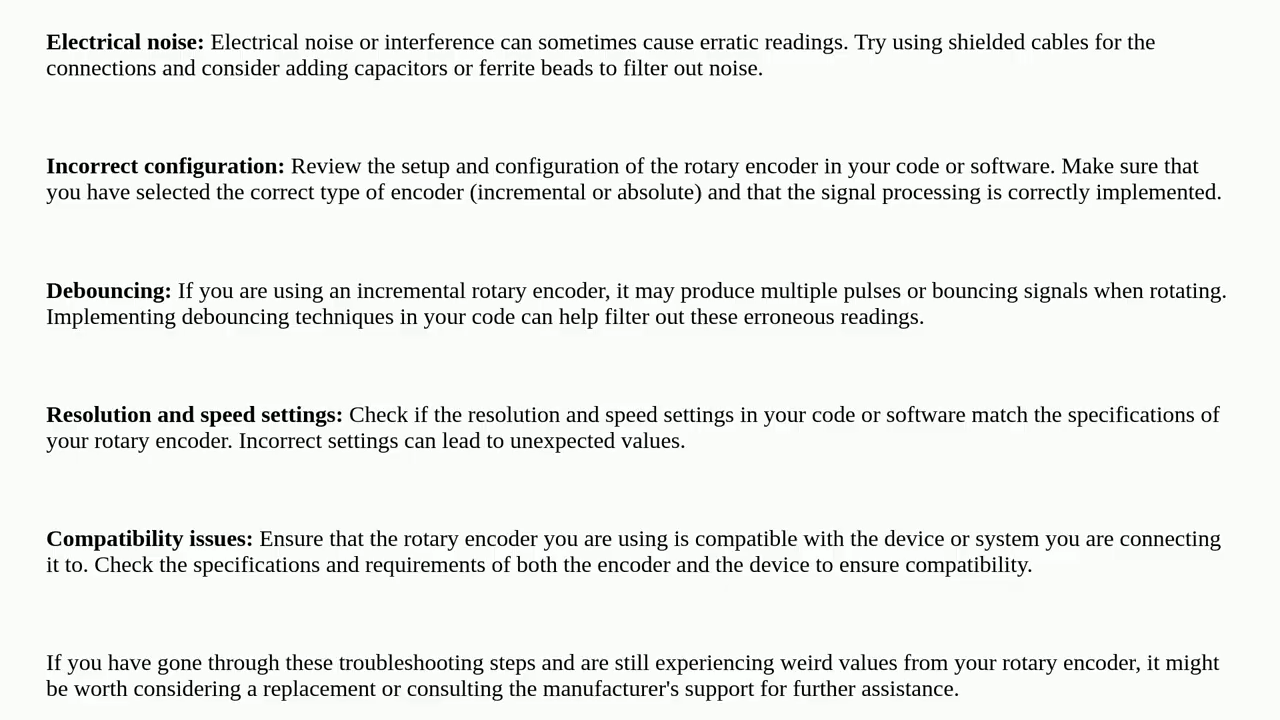 Electrical noise: Electrical noise or interference can sometimes cause erratic readings. Try using shielded cables for the
connections and consider adding capacitors or ferrite beads to filter out noise.
Incorrect configuration: Review the setup and configuration of the rotary encoder in your code or software. Make sure that
you have selected the correct type of encoder (incremental or absolute) and that the signal processing is correctly implemented.
Debouncing: If you are using an incremental rotary encoder, it may produce multiple pulses or bouncing signals when rotating.
Implementing debouncing techniques in your code can help filter out these erroneous readings.
Resolution and speed settings: Check if the resolution and speed settings in your code or software match the specifications of
your rotary encoder. Incorrect settings can lead to unexpected values.
Compatibility issues: Ensure that the rotary encoder you are using is compatible with the device or system you are connecting
it to. Check the specifications and requirements of both the encoder and the device to ensure compatibility.
If you have gone through these troubleshooting steps and are still experiencing weird values from your rotary encoder, it might
be worth considering a replacement or consulting the manufacturer's support for further assistance.